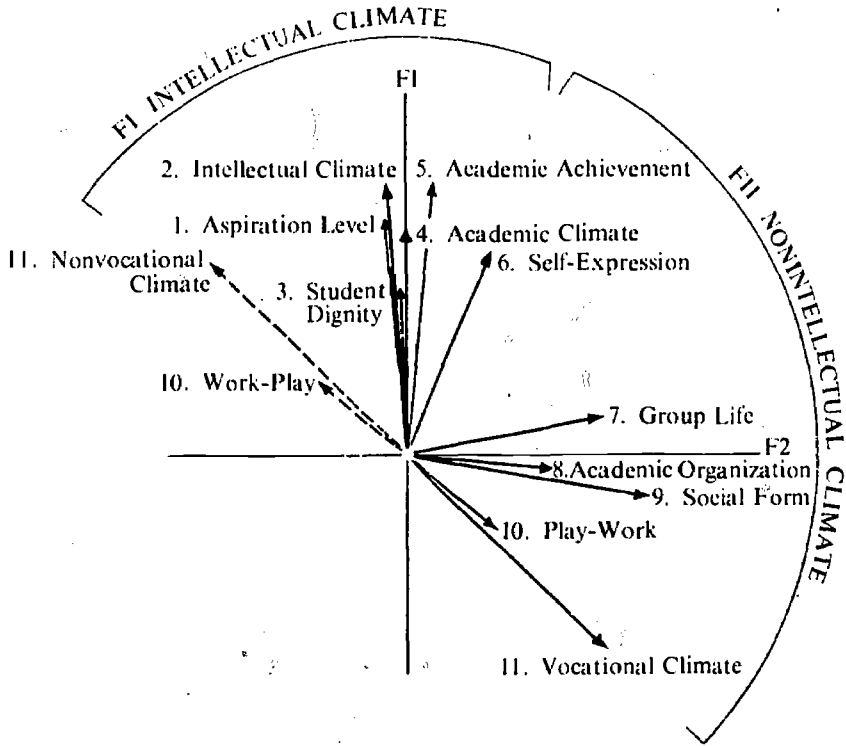 FI INTELLECTUAL CLIMATE
F1
2. Intellectual Climate
5. Academic Achievement
1. Aspiration Level
4. Academic Climate
11. Nonvocational
Climate
6. Self-Expression
3. Student
Dignity
10. Work-Play
7. Group Life
F2
8. Academic Organization
9. Social Form
10. Play-Work
11. Vocational Climate
FII NONINTELLECTUAL CLIMATE